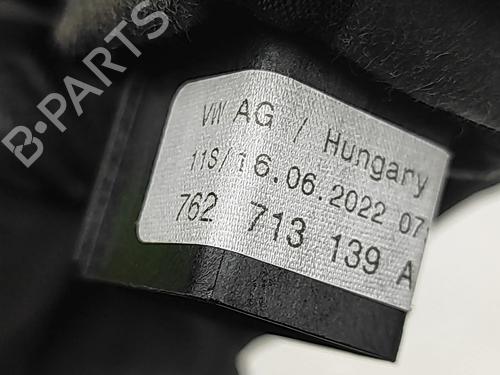 B-PARTS
VW AG / Hungary
11S/16.06.2022 07
762 713 139 A